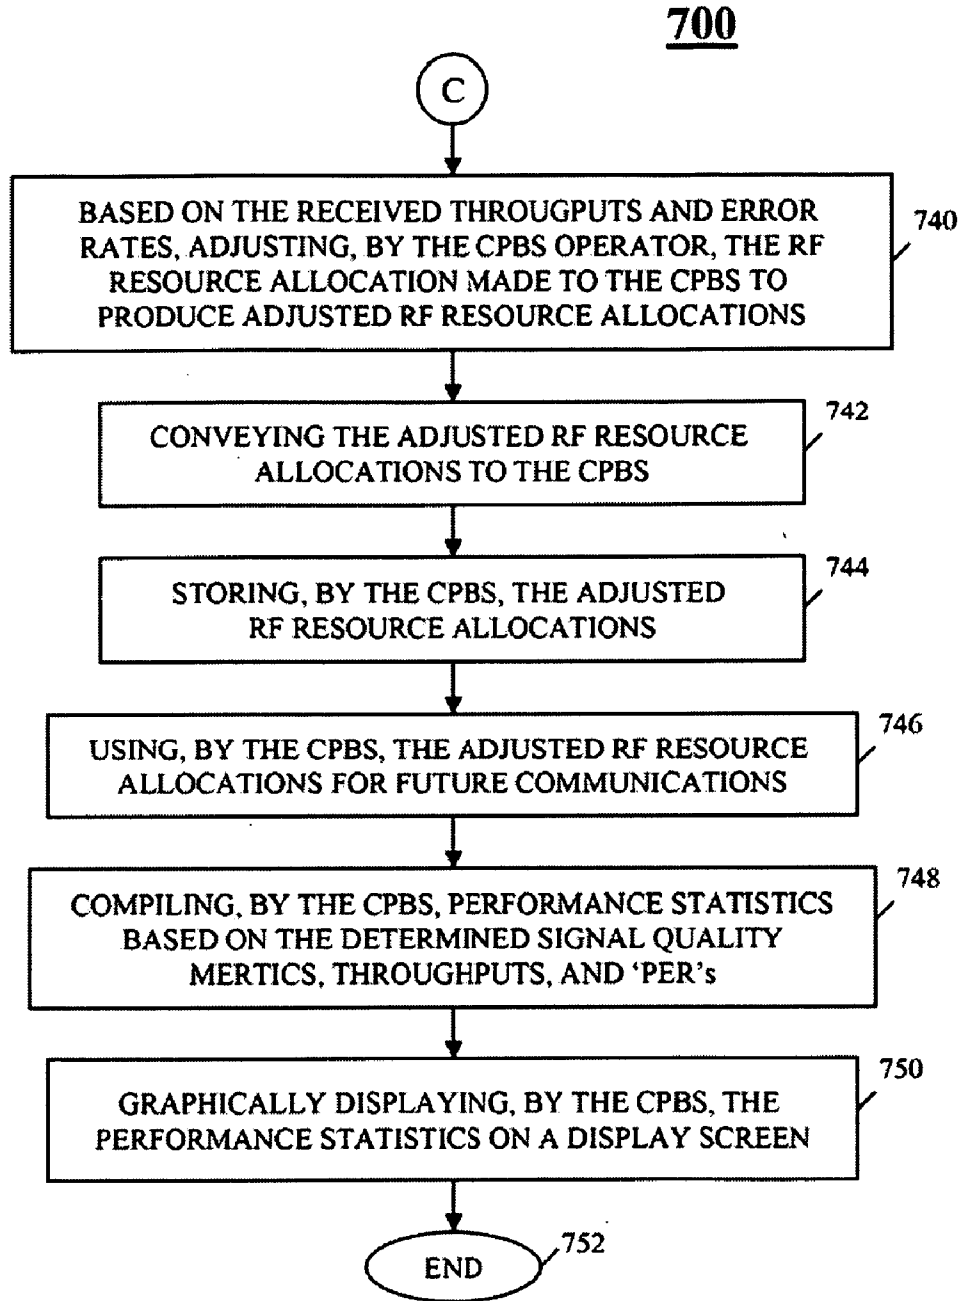 700
C
BASED ON THE RECEIVED THROUGPUTS AND ERROR
RATES, ADJUSTING, BY THE CPBS OPERATOR, THE RF
RESOURCE ALLOCATION MADE TO THE CPBS TO
PRODUCE ADJUSTED RF RESOURCE ALLOCATIONS
740
CONVEYING THE ADJUSTED RF RESOURCE
ALLOCATIONS TO THE CPBS
742
STORING, BY THE CPBS, THE ADJUSTED
RF RESOURCE ALLOCATIONS
744
USING, BY THE CPBS, THE ADJUSTED RF RESOURCE
ALLOCATIONS FOR FUTURE COMMUNICATIONS
746
COMPILING, BY THE CPBS, PERFORMANCE STATISTICS
BASED ON THE DETERMINED SIGNAL QUALITY
MERTICS, THROUGHPUTS, AND ‘PER’s
748
GRAPHICALLY DISPLAYING, BY THE CPBS, THE
PERFORMANCE STATISTICS ON A DISPLAY SCREEN
750
END
752